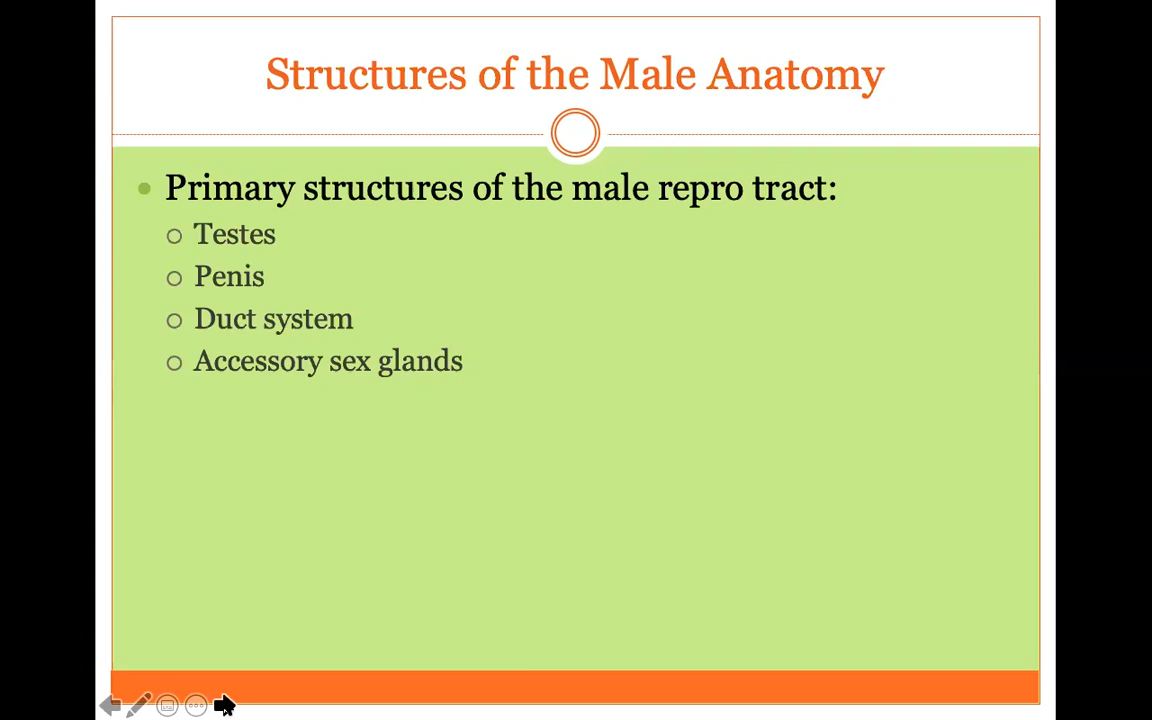 Structures of the Male Anatomy
Primary structures of the male repro tract:
Testes
Penis
Duct system
Accessory sex glands